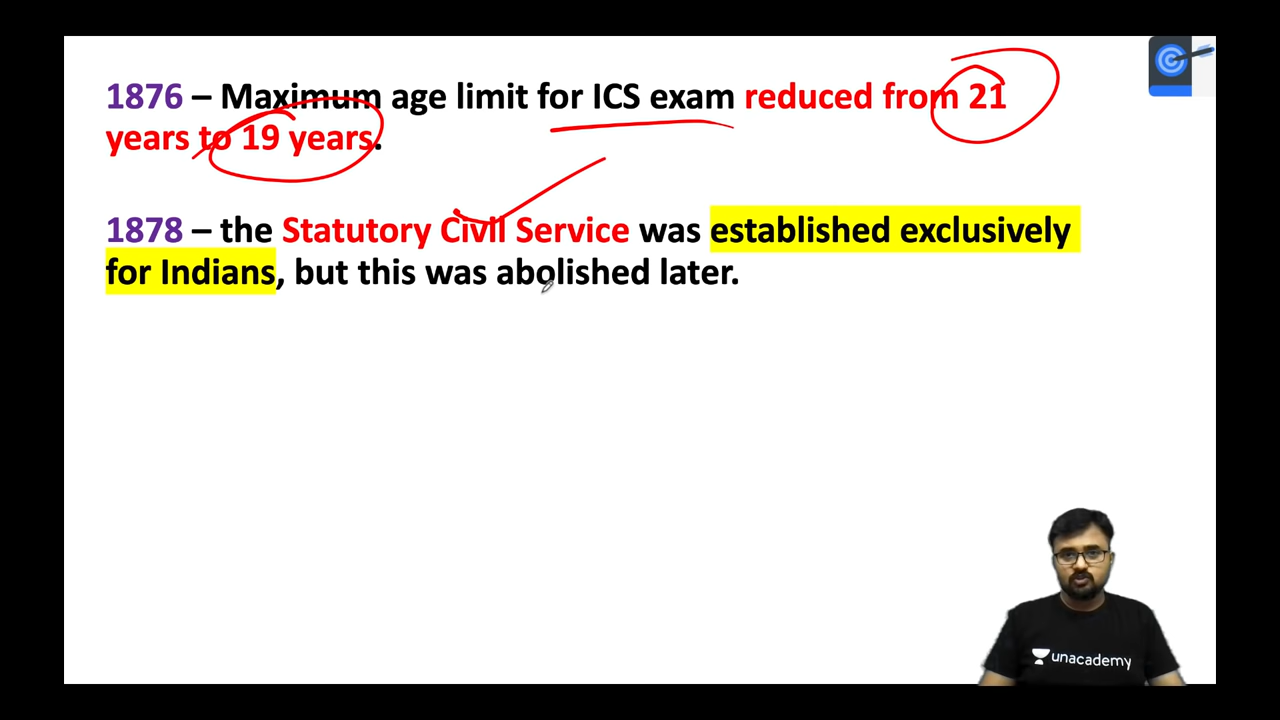 1876 – Maximum age limit for ICS exam reduced from 21
years to 19 years.
1878 – the Statutory Civil Service was established exclusively
for Indians, but this was abolished later.
unacademy